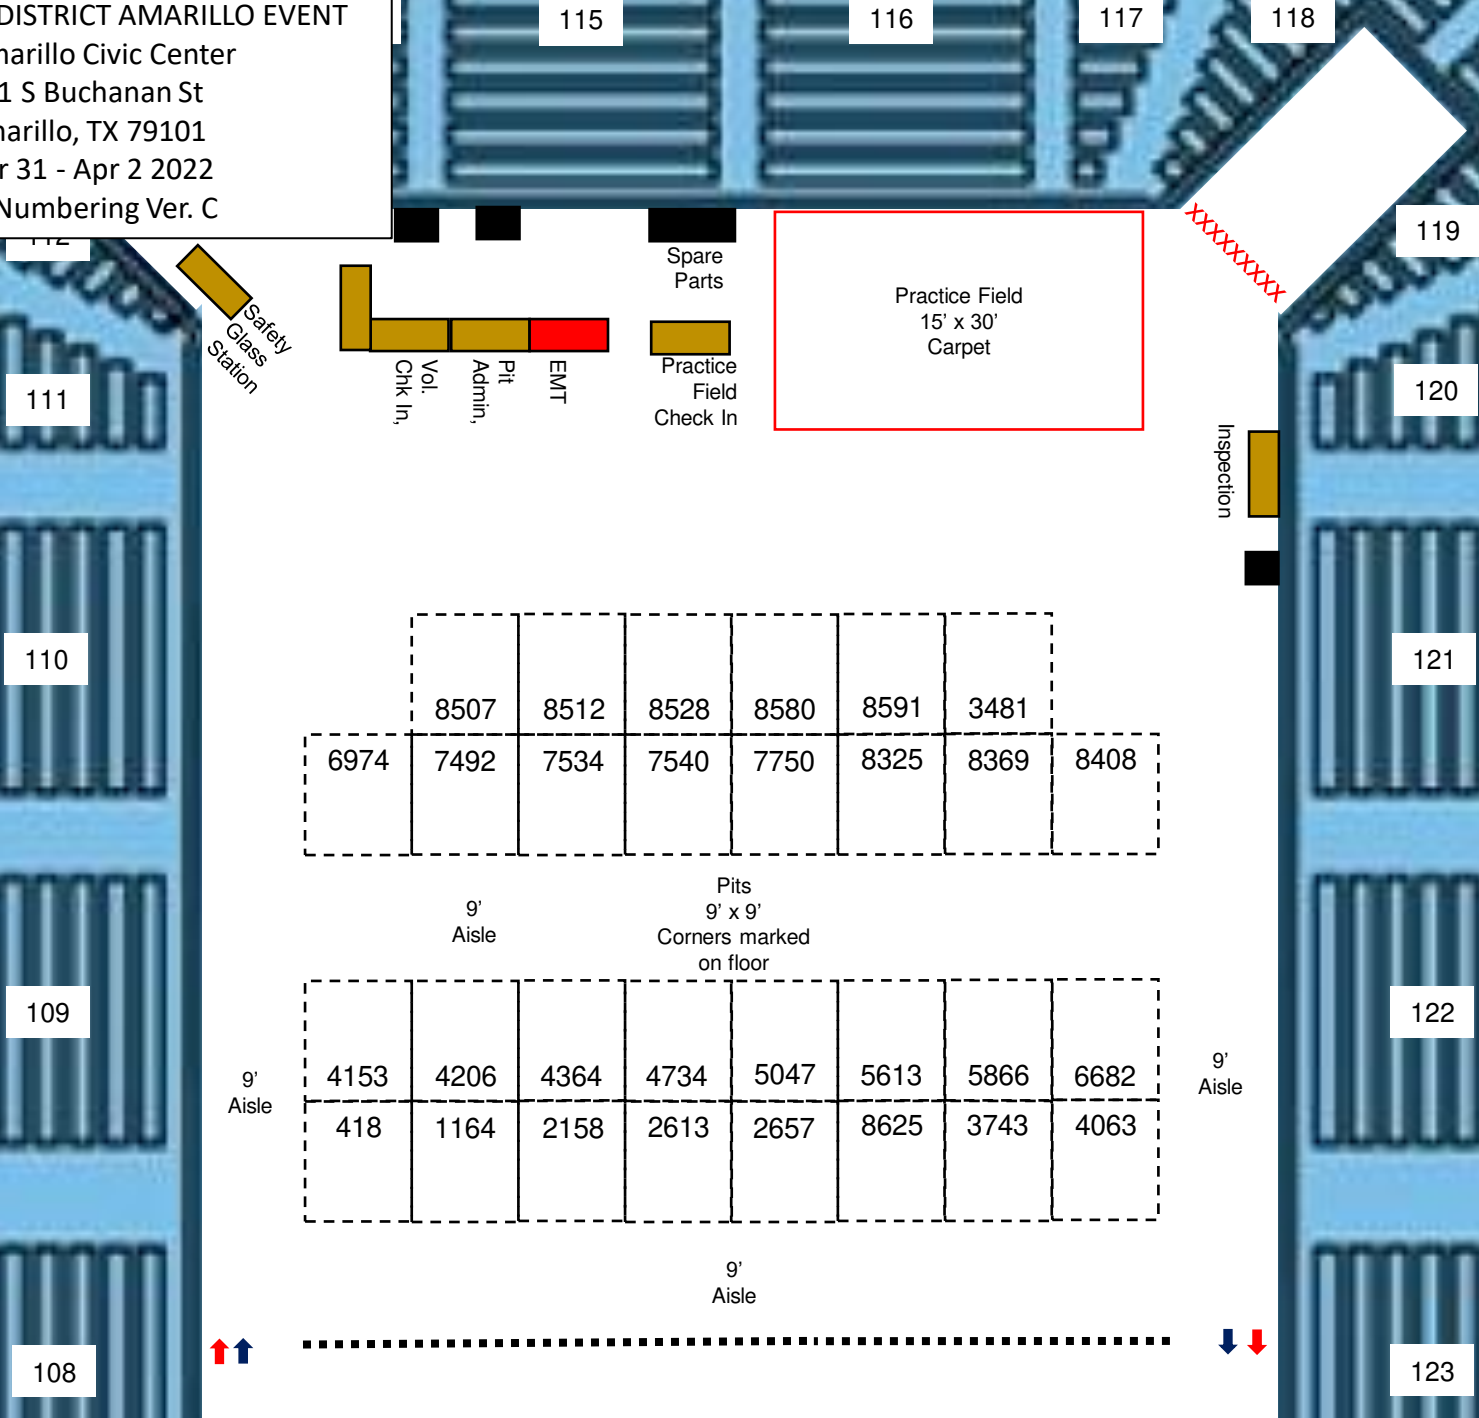 DISTRICT AMARILLO EVENT
Civic Center
S Buchanan St
TX 79101
31 - Apr 2 2022
Numbering Ver. C
115
116
117
118
119
120
121
122
123
112
111
110
109
108
Safety
Glass
Station
Vol.
Chk In,
Pit
Admin,
EMT
Spare
Parts
Practice
Field
Check In
Practice Field
15’ x 30’
Carpet
Inspection
XXXXXXXXX
8507 8512 8528 8580 8591 3481
6974 7492 7534 7540 7750 8325 8369 8408
9’
Aisle
Pits
9’ x 9’
Corners marked
on floor
4153 4206 4364 4734 5047 5613 5866 6682
418 1164 2158 2613 2657 8625 3743 4063
9’
Aisle
9’
Aisle
9’
Aisle